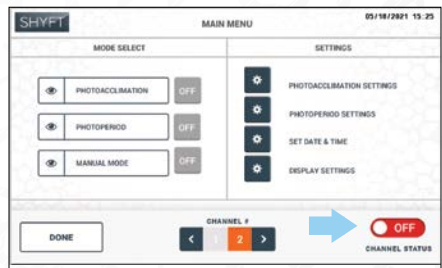 SHYFT
MAIN MENU
05/18/2021 15:25
MODE SELECT
SETTINGS
PHOTOACCLIMATION
OFF
PHOTOPERIOD
OFF
MANUAL MODE
OFF
PHOTOACCLIMATION SETTINGS
PHOTOPERIOD SETTINGS
SET DATE & TIME
DISPLAY SETTINGS
DONE
CHANNEL #
< 1 2 >
OFF
CHANNEL STATUS